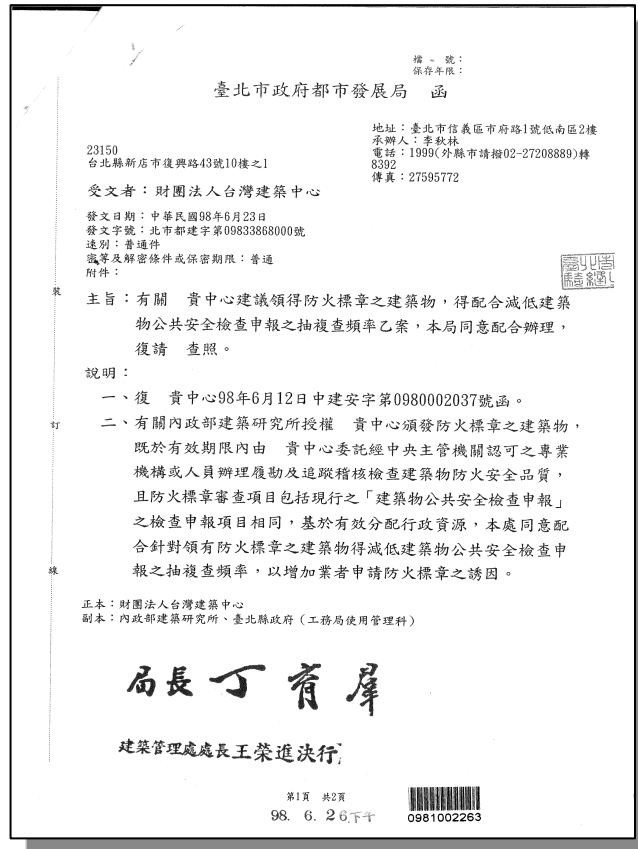 檔　號：
保存年限：
臺北市政府都市發展局　函
地址：臺北市信義區市府路1號低南區2樓
承辦人：李秋林
電話：1999(外縣市請撥02-27208889)轉
8392
傳真：27595772
23150
台北縣新店市復興路43號10樓之1
受文者：財團法人台灣建築中心
發文日期：中華民國98年6月23日
發文字號：北市都建字第09833868000號
速別：普通件
密等及解密條件或保密期限：普通
附件：
主旨：有關　貴中心建議領得防火標章之建築物，得配合減低建築
物公共安全檢查申報之抽複查頻率乙案，本局同意配合辦理，
復請　查照。
說明：
一、復　貴中心98年6月12日中建安字第0980002037號函。
二、有關內政部建築研究所授權　貴中心頒發防火標章之建築物，
既於有效期限內由　貴中心委託經中央主管機關認可之專業
機構或人員辦理履勘及追蹤稽核檢查建築物防火安全品質，
且防火標章審查項目包括現行之「建築物公共安全檢查申報」
之檢查申報項目相同，基於有效分配行政資源，本處同意配
合針對領有防火標章之建築物得減低建築物公共安全檢查申
報之抽複查頻率，以增加業者申請防火標章之誘因。
裝
訂
線
正本：財團法人台灣建築中心
副本：內政部建築研究所、臺北縣政府（工務局使用管理科）
局長丁育群
建築管理處處長王榮進決行
第1頁　共2頁
98. 6. 26下午
0981002263